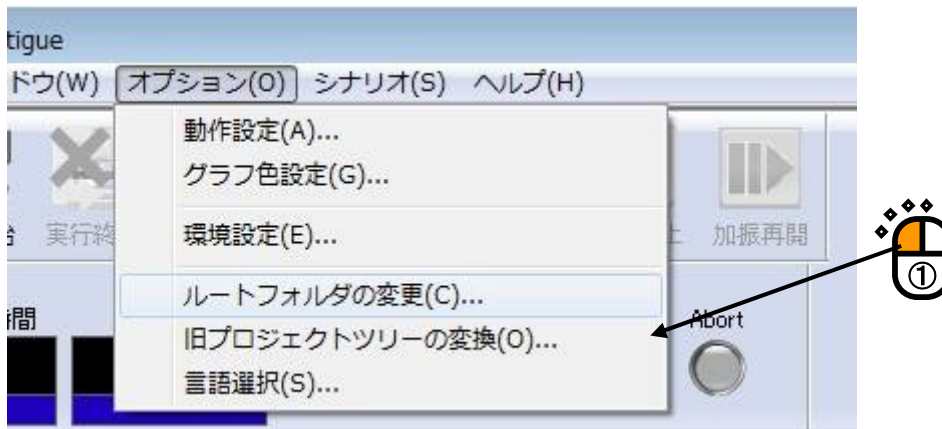 tigue
ドウ(W) オプション(O) シナリオ(S) ヘルプ(H)
動作設定(A)...
グラフ色設定(G)...
環境設定(E)...
ルートフォルダの変更(C)...
旧プロジェクトツリーの変換(O)...
言語選択(S)...
実行終
加振再開
間
Abort
①